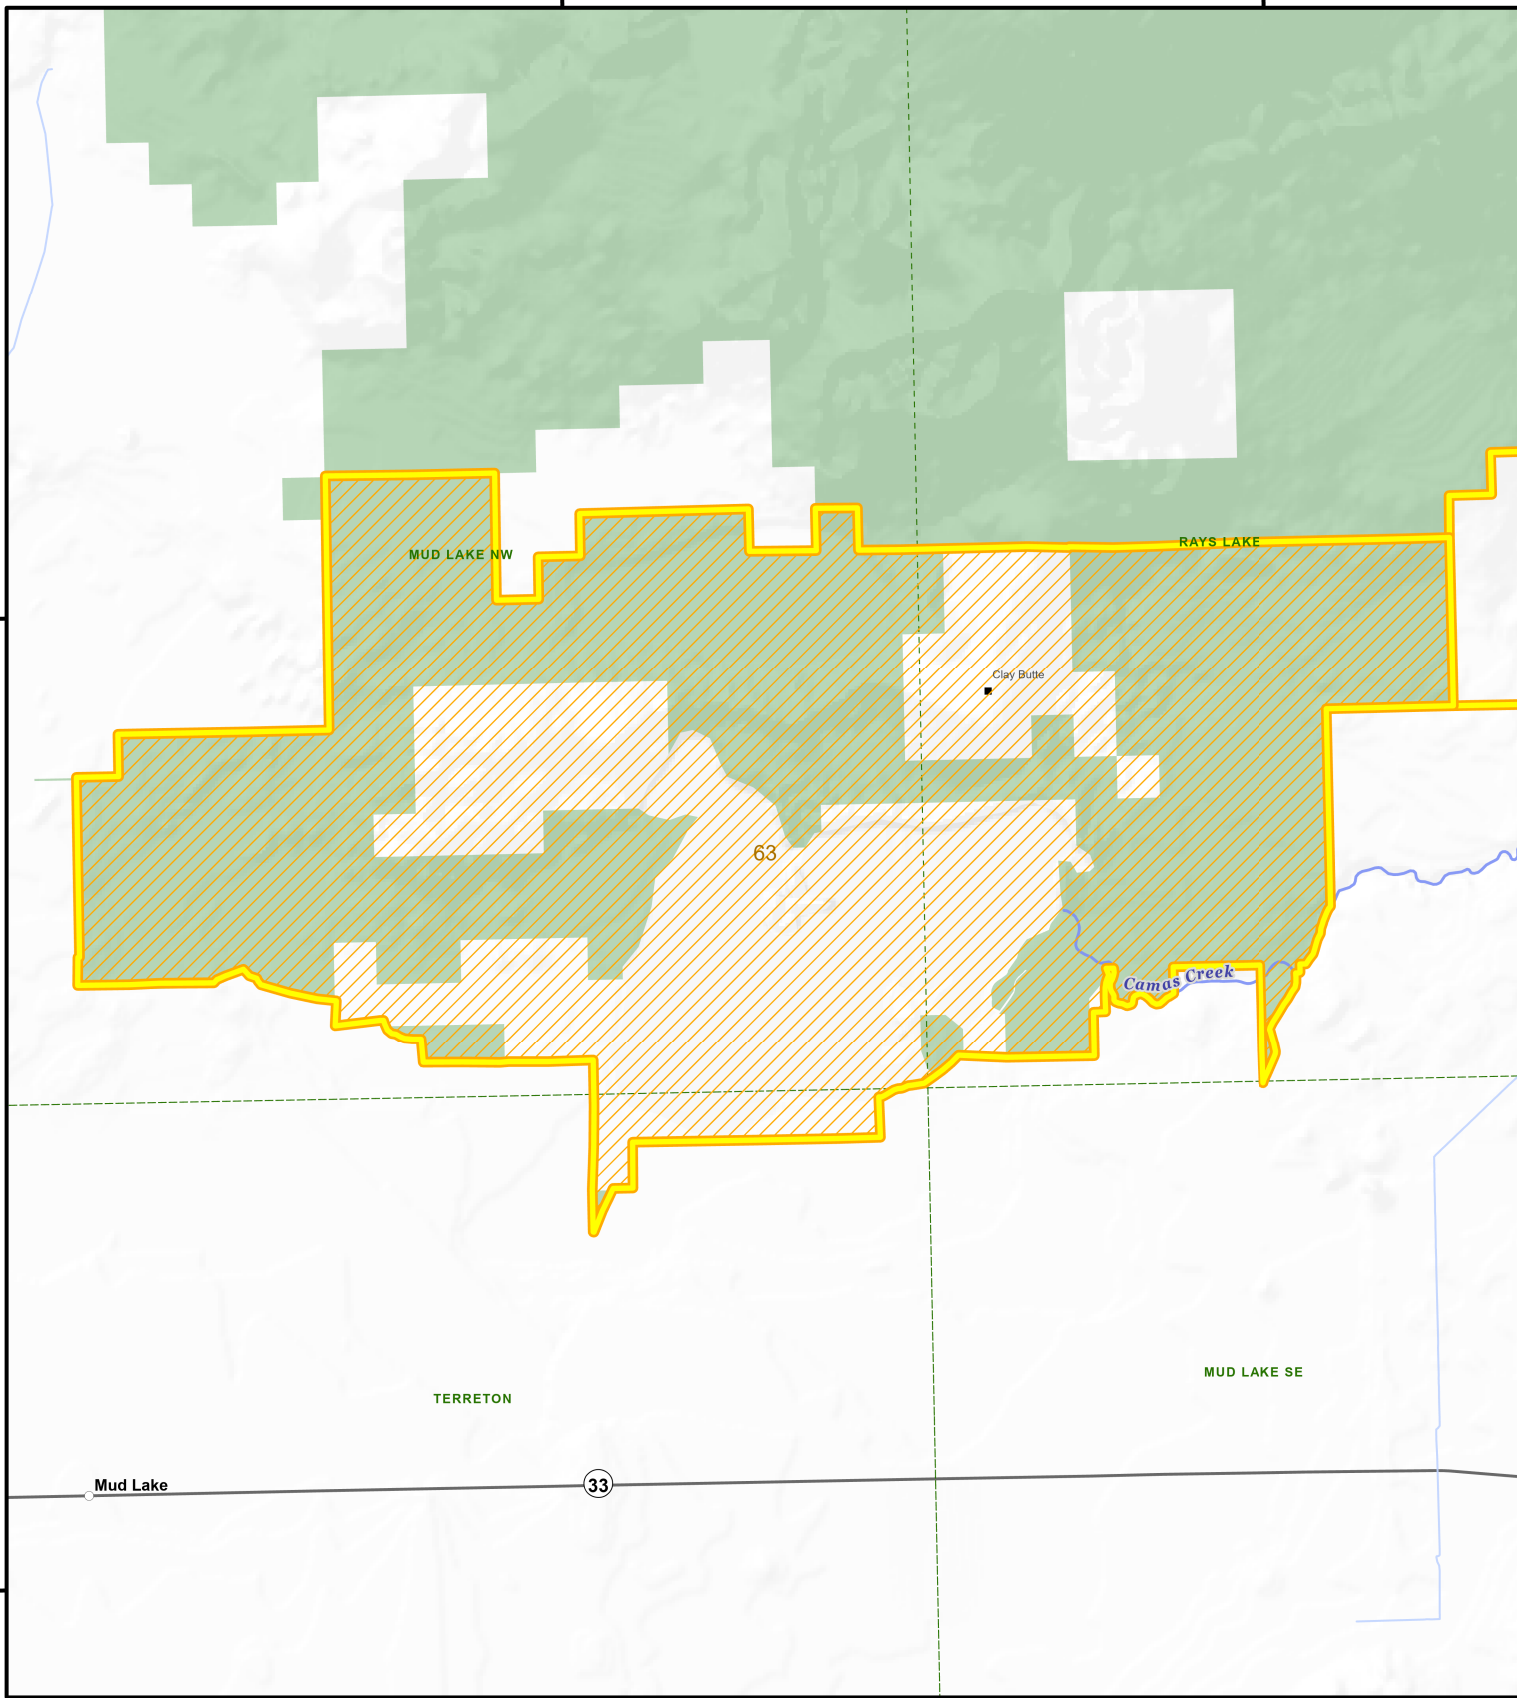 RAYS LAKE
MUD LAKE NW
Clay Butte
63
Camas Creek
MUD LAKE SE
TERRETON
Mud Lake
33